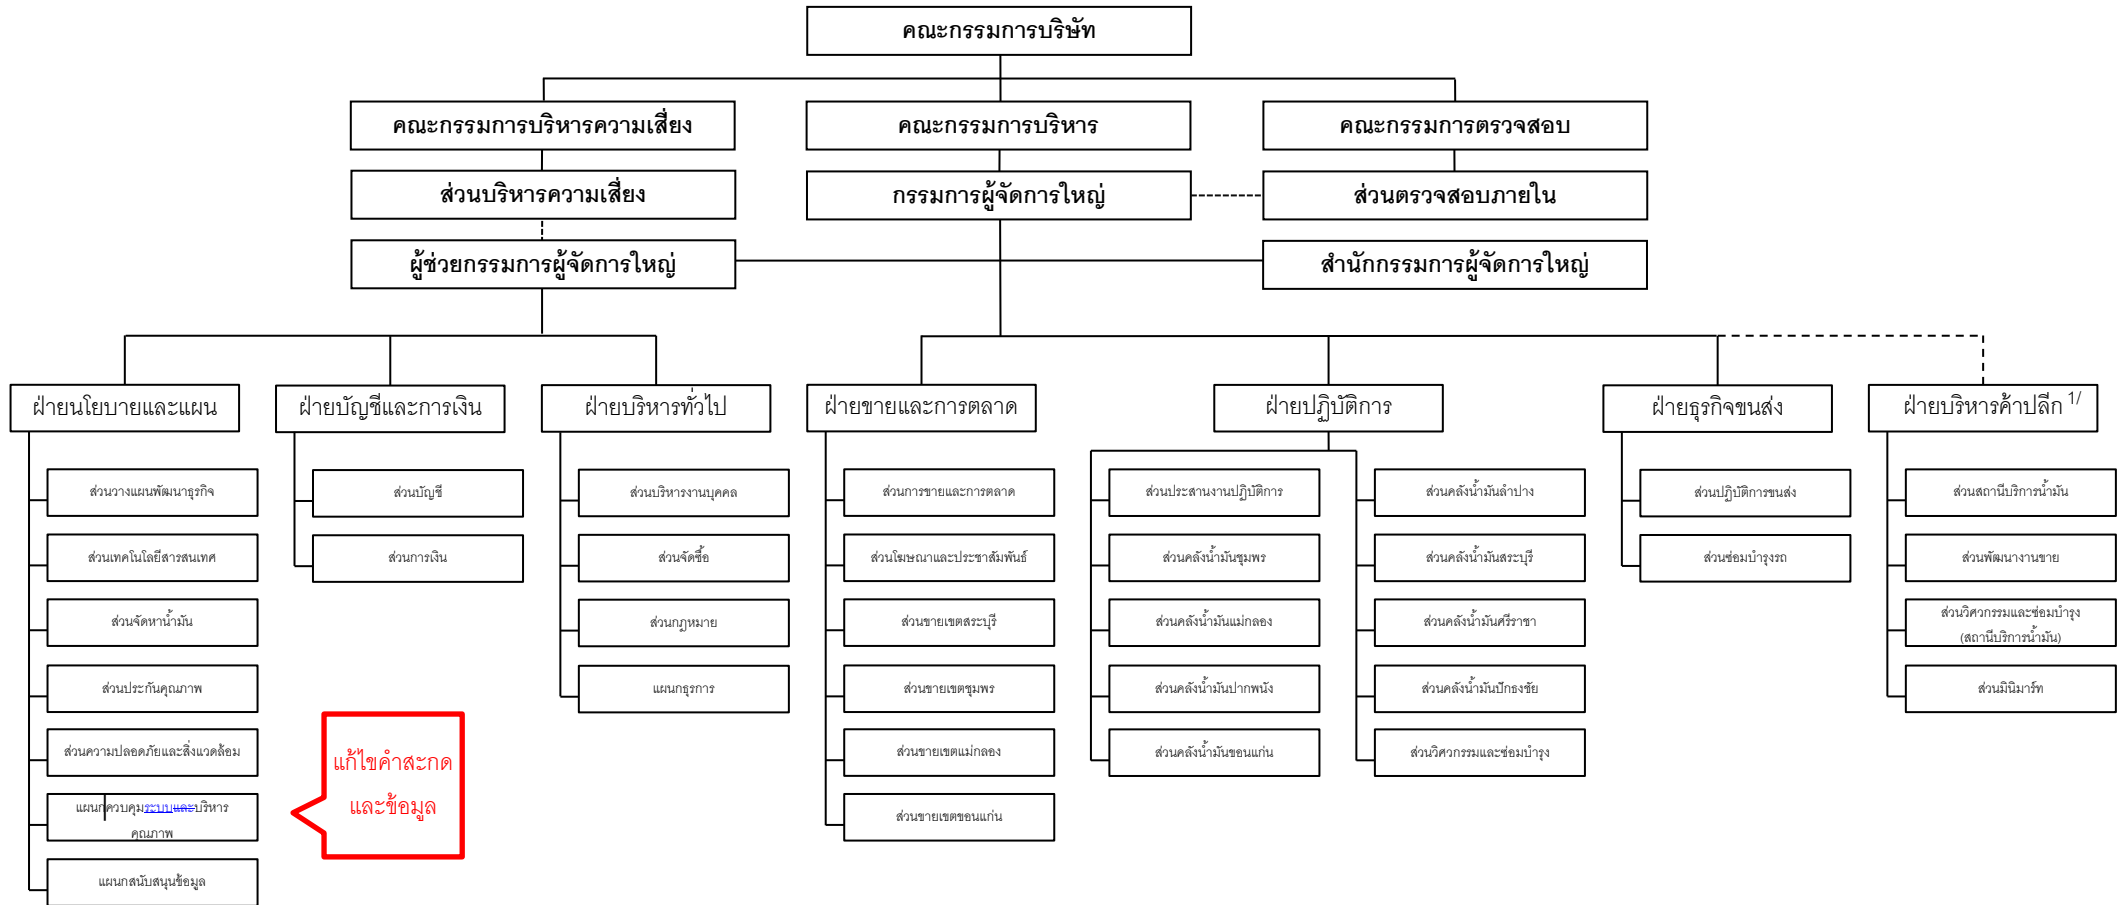 คณะกรรมการบริษัท
คณะกรรมการบริหารความเสี่ยง
คณะกรรมการบริหาร
คณะกรรมการตรวจสอบ
ส่วนบริหารความเสี่ยง
กรรมการผู้จัดการใหญ่
ส่วนตรวจสอบภายใน
ผู้ช่วยกรรมการผู้จัดการใหญ่
สำนักกรรมการผู้จัดการใหญ่
ฝ่ายนโยบายและแผน
ฝ่ายบัญชีและการเงิน
ฝ่ายบริหารทั่วไป
ฝ่ายขายและการตลาด
ฝ่ายปฏิบัติการ
ฝ่ายธุรกิจขนส่ง
ฝ่ายบริหารค้าปลีก 1/
ส่วนวางแผนพัฒนาธุรกิจ
ส่วนเทคโนโลยีสารสนเทศ
ส่วนจัดหาน้ำมัน
ส่วนประกันคุณภาพ
ส่วนความปลอดภัยและสิ่งแวดล้อม
แผนกควบคุมระบบและบริหาร
คุณภาพ
แผนกสนับสนุนข้อมูล
แก้ไขคำสะกด
และข้อมูล
ส่วนบัญชี
ส่วนการเงิน
ส่วนบริหารงานบุคคล
ส่วนจัดซื้อ
ส่วนกฎหมาย
แผนกธุรการ
ส่วนการขายและการตลาด
ส่วนโฆษณาและประชาสัมพันธ์
ส่วนขายเขตสระบุรี
ส่วนขายเขตชุมพร
ส่วนขายเขตแม่กลอง
ส่วนขายเขตขอนแก่น
ส่วนประสานงานปฏิบัติการ
ส่วนคลังน้ำมันชุมพร
ส่วนคลังน้ำมันแม่กลอง
ส่วนคลังน้ำมันปากพนัง
ส่วนคลังน้ำมันขอนแก่น
ส่วนคลังน้ำมันลำปาง
ส่วนคลังน้ำมันสระบุรี
ส่วนคลังน้ำมันศรีราชา
ส่วนคลังน้ำมันปักธงชัย
ส่วนวิศวกรรมและซ่อมบำรุง
ส่วนปฏิบัติการขนส่ง
ส่วนซ่อมบำรุงรถ
ส่วนสถานีบริการน้ำมัน
ส่วนพัฒนางานขาย
ส่วนวิศวกรรมและซ่อมบำรุง
(สถานีบริการน้ำมัน)
ส่วนมินิมาร์ท